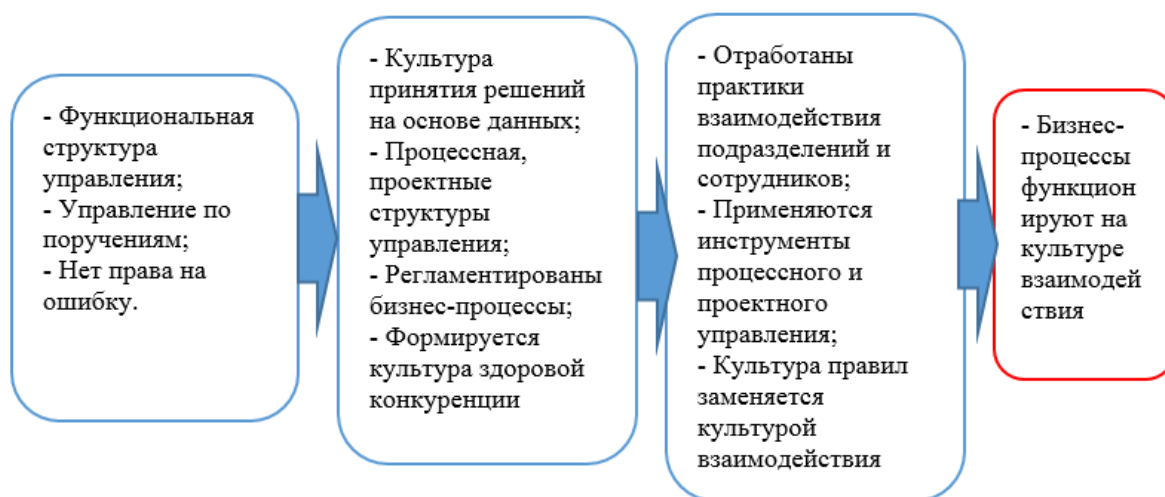 - Функциональная
структура
управления;
- Управление по
поручениям;
- Нет права на
ошибку.
- Культура
принятия решений
на основе данных;
- Процессная,
проектные
структуры
управления;
- Регламентированы
бизнес-процессы;
- Формируется
культура здоровой
конкуренции
- Отработаны
практики
взаимодействия
подразделений и
сотрудников;
- Применяются
инструменты
процессного и
проектного
управления;
- Культура правил
заменяется
культурой
взаимодействия
- Бизнес-
процессы
функцион
ируют на
культуре
взаимодей
ствия